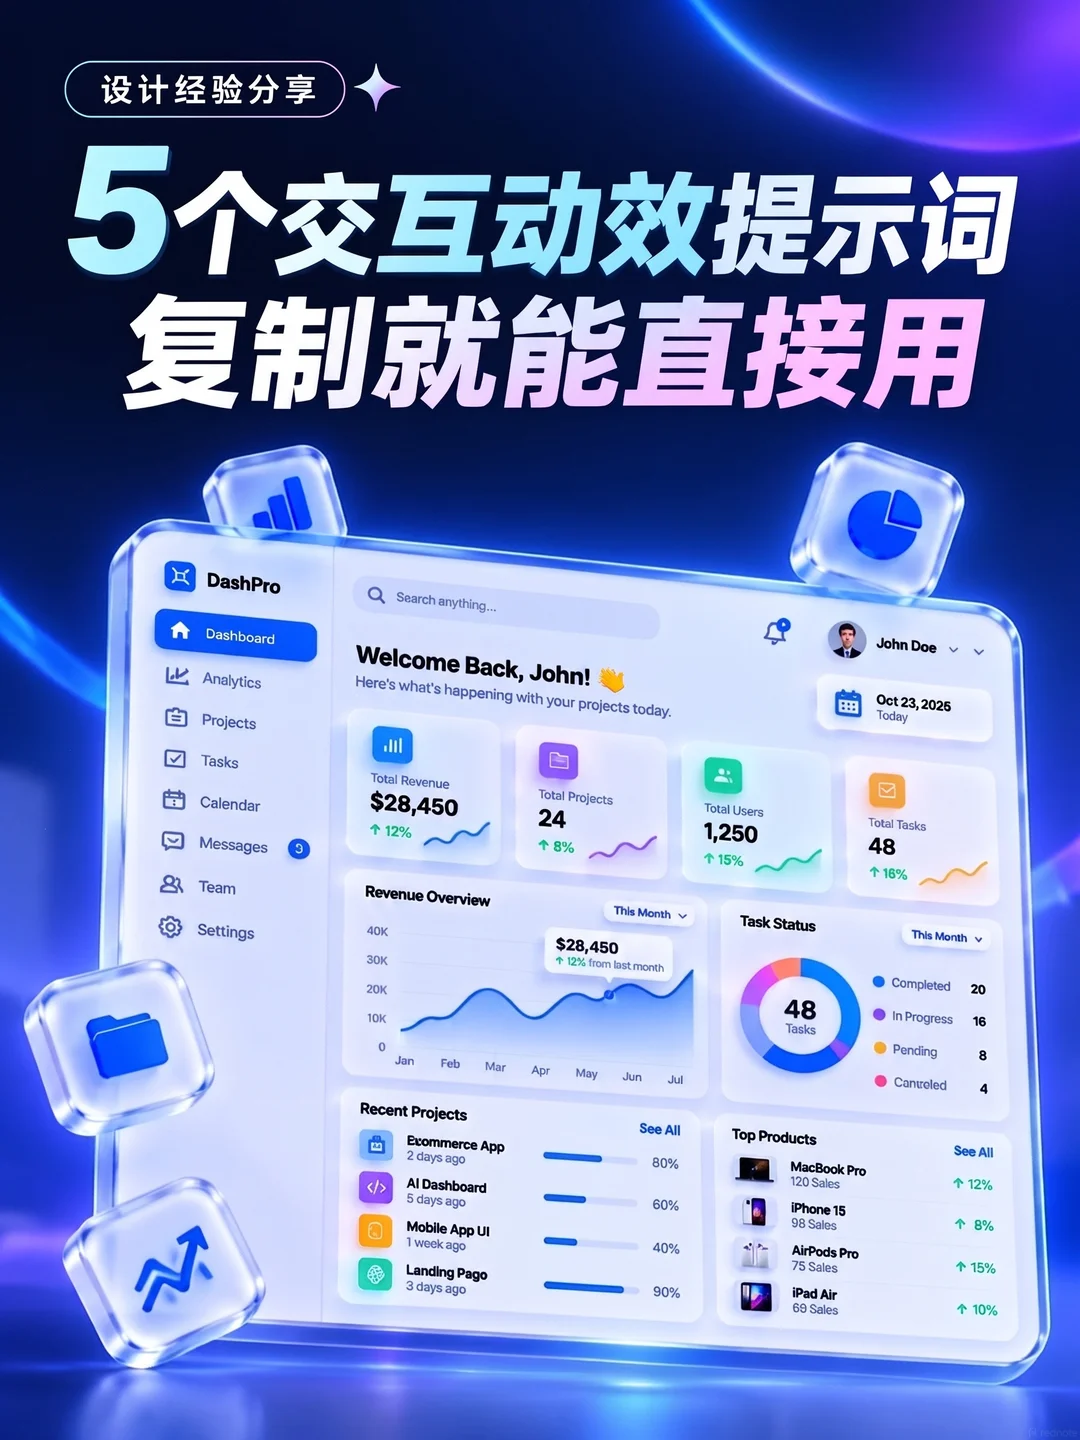 设计经验分享
5个交互动效提示词
复制就能直接用
DashPro
Search anything...
John Doe
Dashboard
Analytics
Projects
Tasks
Calendar
Messages 3
Team
Settings
Welcome Back, John! 👋
Here's what's happening with your projects today.
Oct 23, 2025
Today
Total Revenue
$28,450
↑ 12%
Total Projects
24
↑ 8%
Total Users
1,250
↑ 15%
Total Tasks
48
↑ 16%
Revenue Overview
This Month
$28,450
↑ 12% from last month
40K
30K
20K
10K
0
Jan Feb Mar Apr May Jun Jul
Task Status
This Month
48
Tasks
Completed 20
In Progress 16
Pending 8
Canreled 4
Recent Projects
See All
Ecommerce App
2 days ago
80%
AI Dashboard
5 days ago
60%
Mobile App UI
1 week ago
40%
Landing Pago
3 days ago
90%
Top Products
See All
MacBook Pro
120 Sales
↑ 12%
iPhone 15
98 Sales
↑ 8%
AirPods Pro
75 Sales
↑ 15%
iPad Air
69 Sales
↑ 10%